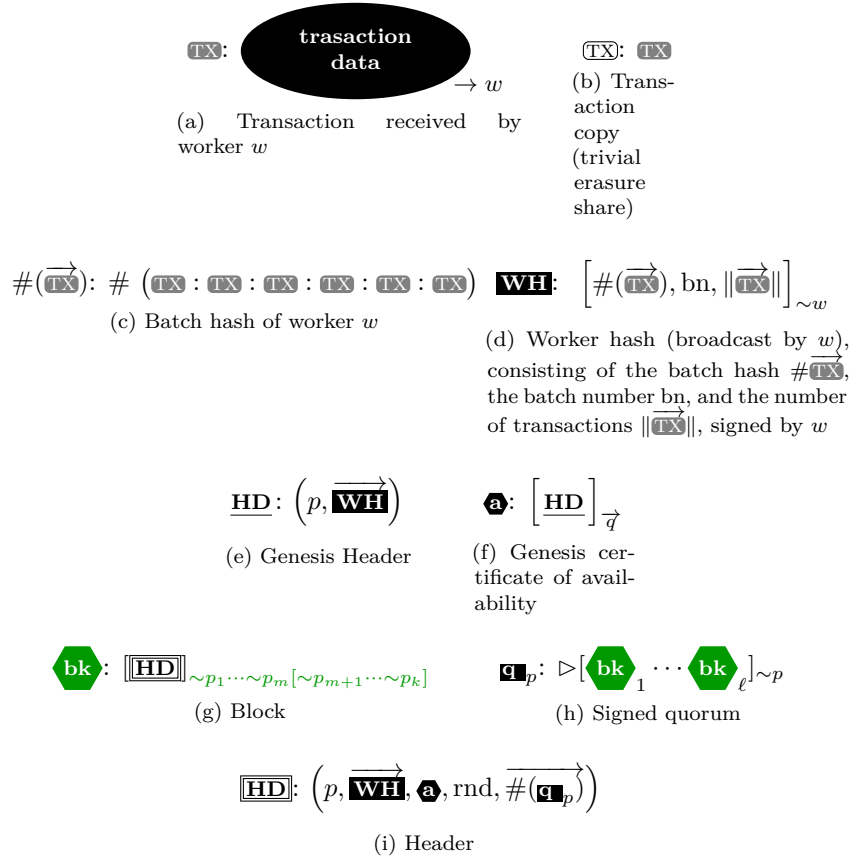 TX: trasaction
data → w
(a) Transaction received by
worker w
TX: TX
(b) Trans-
action
copy
(trivial
erasure
share)
#(TX⃗): # (TX : TX : TX : TX : TX : TX)
(c) Batch hash of worker w
WH: [#(TX⃗), bn, ‖TX⃗‖]∼w
(d) Worker hash (broadcast by w),
consisting of the batch hash #TX⃗,
the batch number bn, and the number
of transactions ‖TX⃗‖, signed by w
HD: (p, WH⃗)
(e) Genesis Header
a: [HD]q⃗
(f) Genesis cer-
tificate of avail-
ability
bk: [HD]∼p1···∼pm[∼pm+1···∼pk]
(g) Block
qp: ▷[bk1 ··· bkℓ]∼p
(h) Signed quorum
HD: (p, WH⃗, a, rnd, #(qp)⃗)
(i) Header